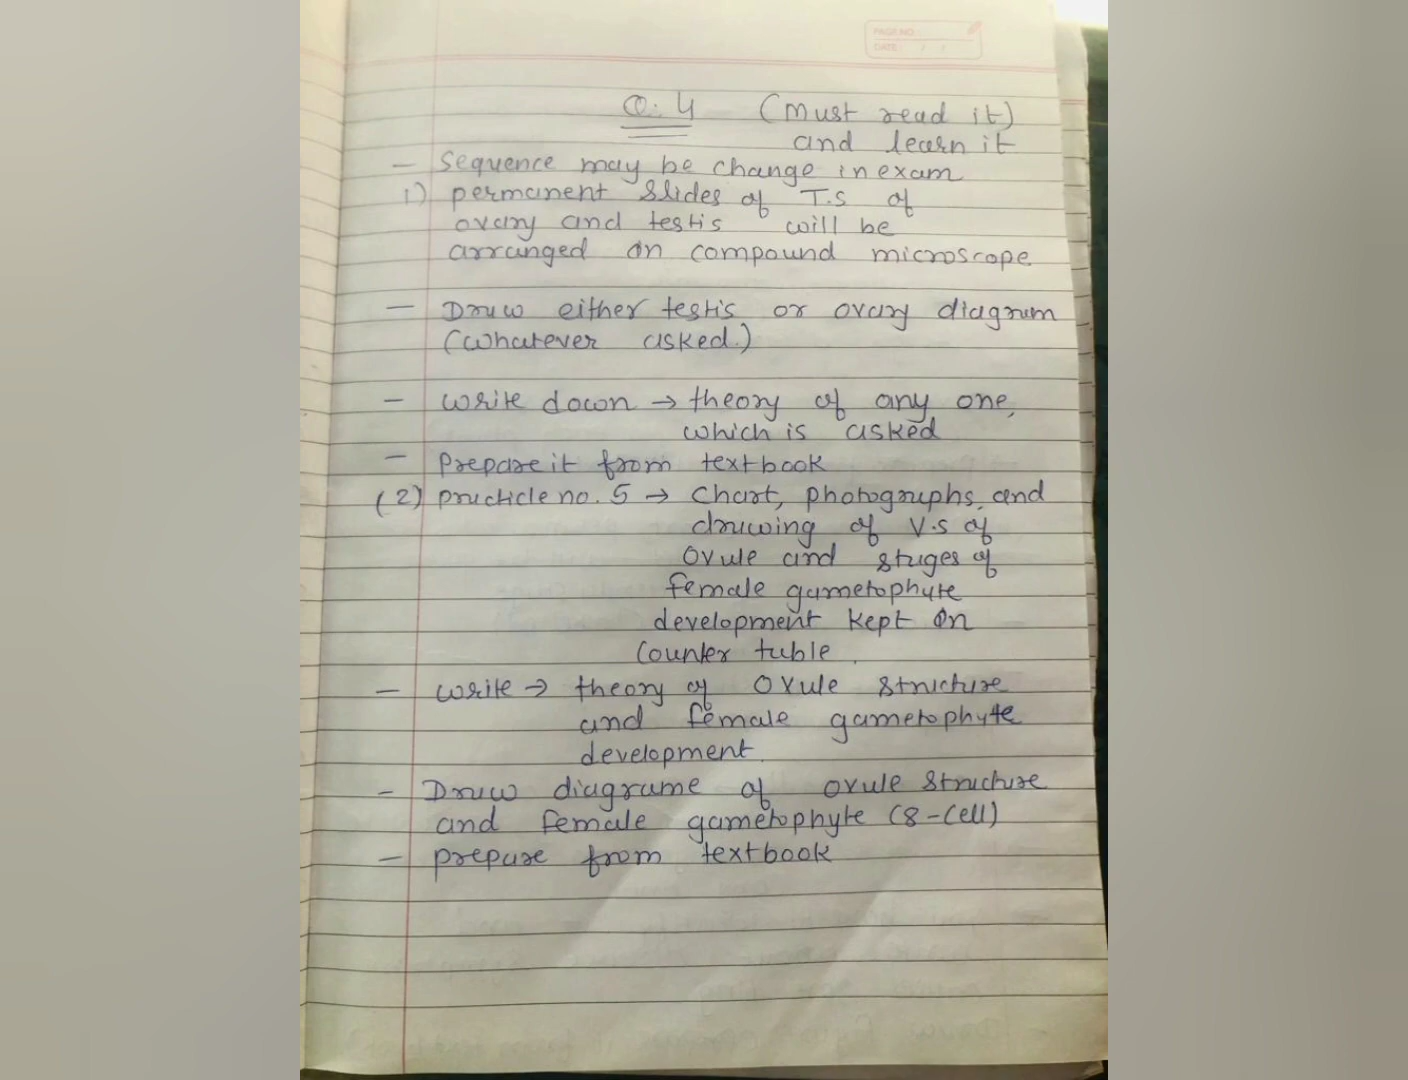 PAGE NO.:
DATE: / /
Q. 4 (Must read it)
and learn it
- Sequence may be change in exam
1) permanent slides of T.S of
ovary and testis will be
arranged on compound microscope
- Draw either testis or ovary diagram
(whatever asked.)
- write down → theory of any one,
which is asked
- prepare it from textbook
(2) practicle no. 5 → chart, photographs, and
drawing of V.S of
ovule and stages of
female gametophyte
development kept on
counter table.
- write → theory of ovule structure
and female gametophyte
development.
- Draw diagrame of ovule structure
and female gametophyte (8-cell)
- prepare from textbook